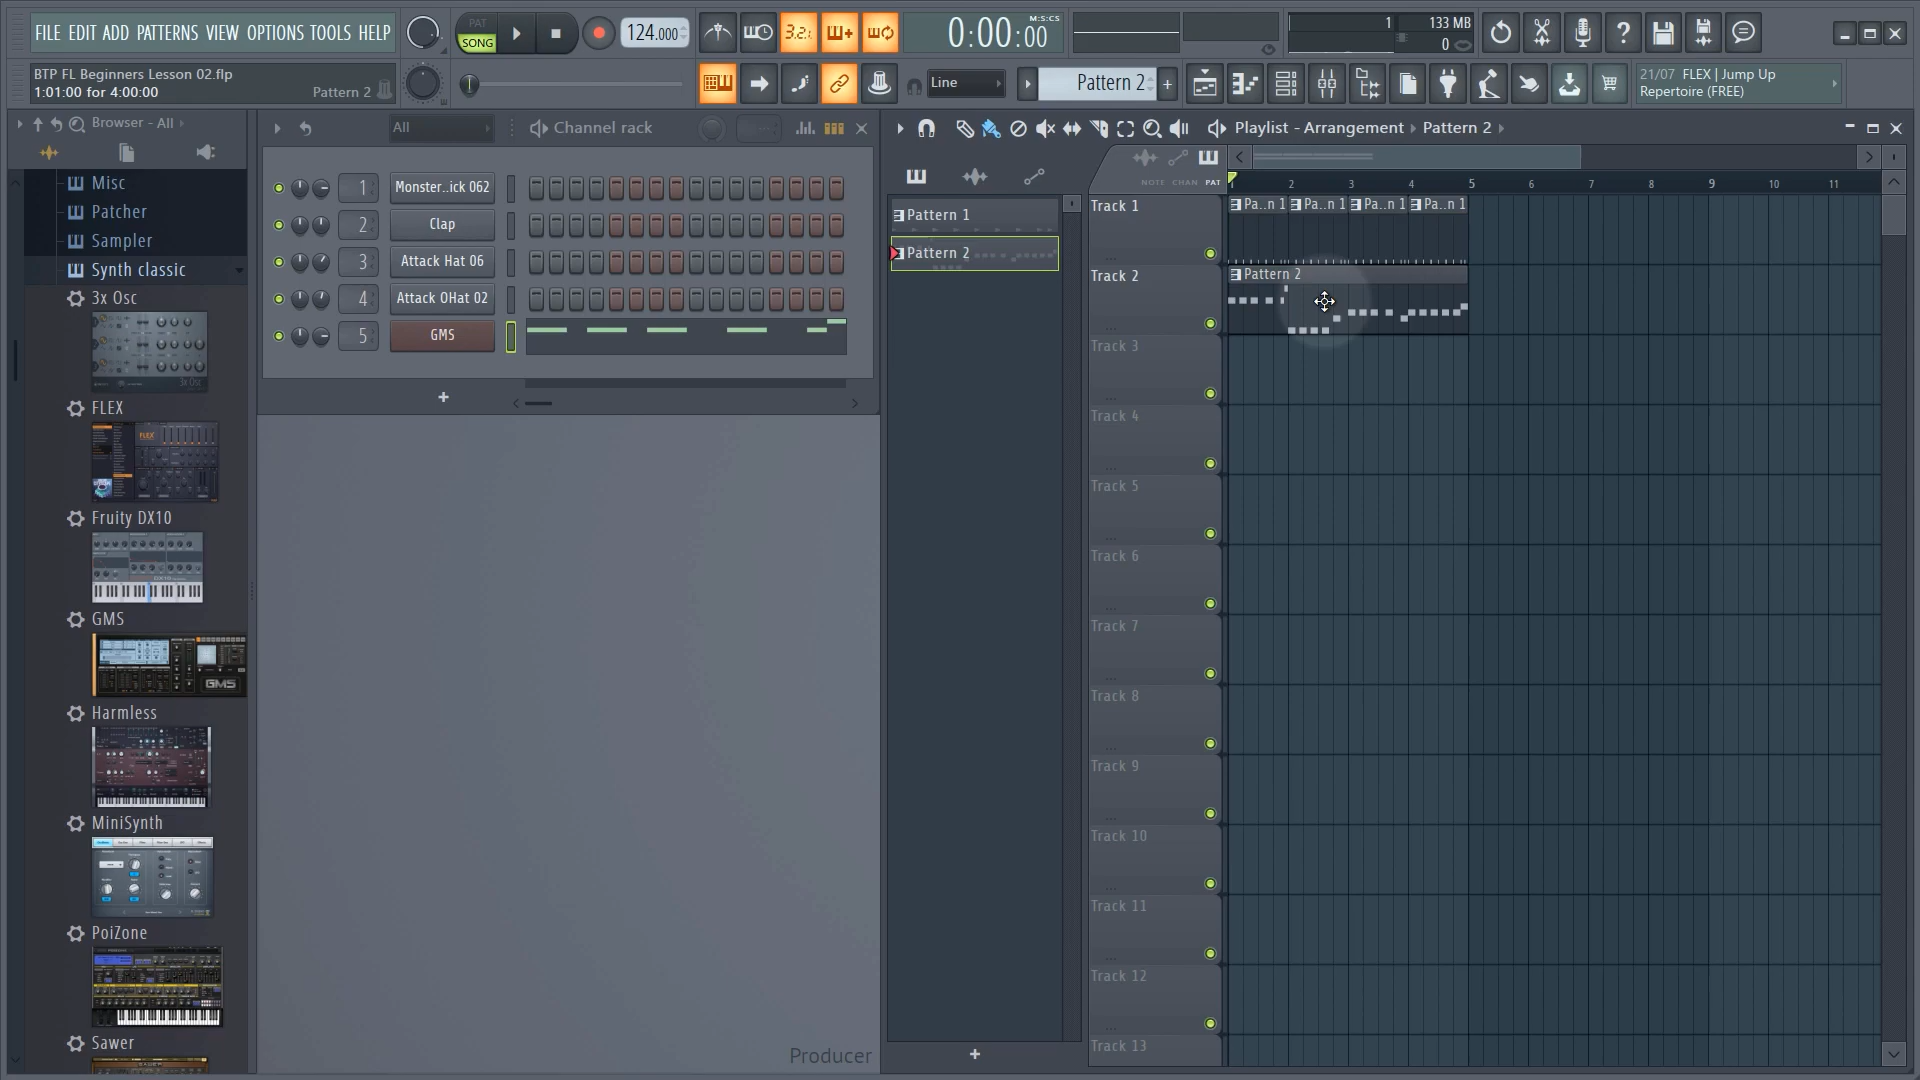 FILE EDIT ADD PATTERNS VIEW OPTIONS TOOLS HELP
PAT
SONG
124.000
3.2.
M:S:CS
0:00:00
1
133 MB
0
BTP FL Beginners Lesson 02.flp
1:01:00 for 4:00:00
Pattern 2
Line
Pattern 2
21/07 FLEX | Jump Up
Repertoire (FREE)
Browser - All
Misc
Patcher
Sampler
Synth classic
3x Osc
FLEX
Fruity DX10
GMS
Harmless
MiniSynth
PoiZone
Sawer
All
Channel rack
1 Monster..ick 062
2 Clap
3 Attack Hat 06
4 Attack OHat 02
5 GMS
Producer
Playlist - Arrangement Pattern 2
NOTE CHAN PAT
Pattern 1
Pattern 2
1 2 3 4 5 6 7 8 9 10 11
Track 1
Pa..n 1 Pa..n 1 Pa..n 1 Pa..n 1
Track 2
Pattern 2
Track 3
Track 4
Track 5
Track 6
Track 7
Track 8
Track 9
Track 10
Track 11
Track 12
Track 13